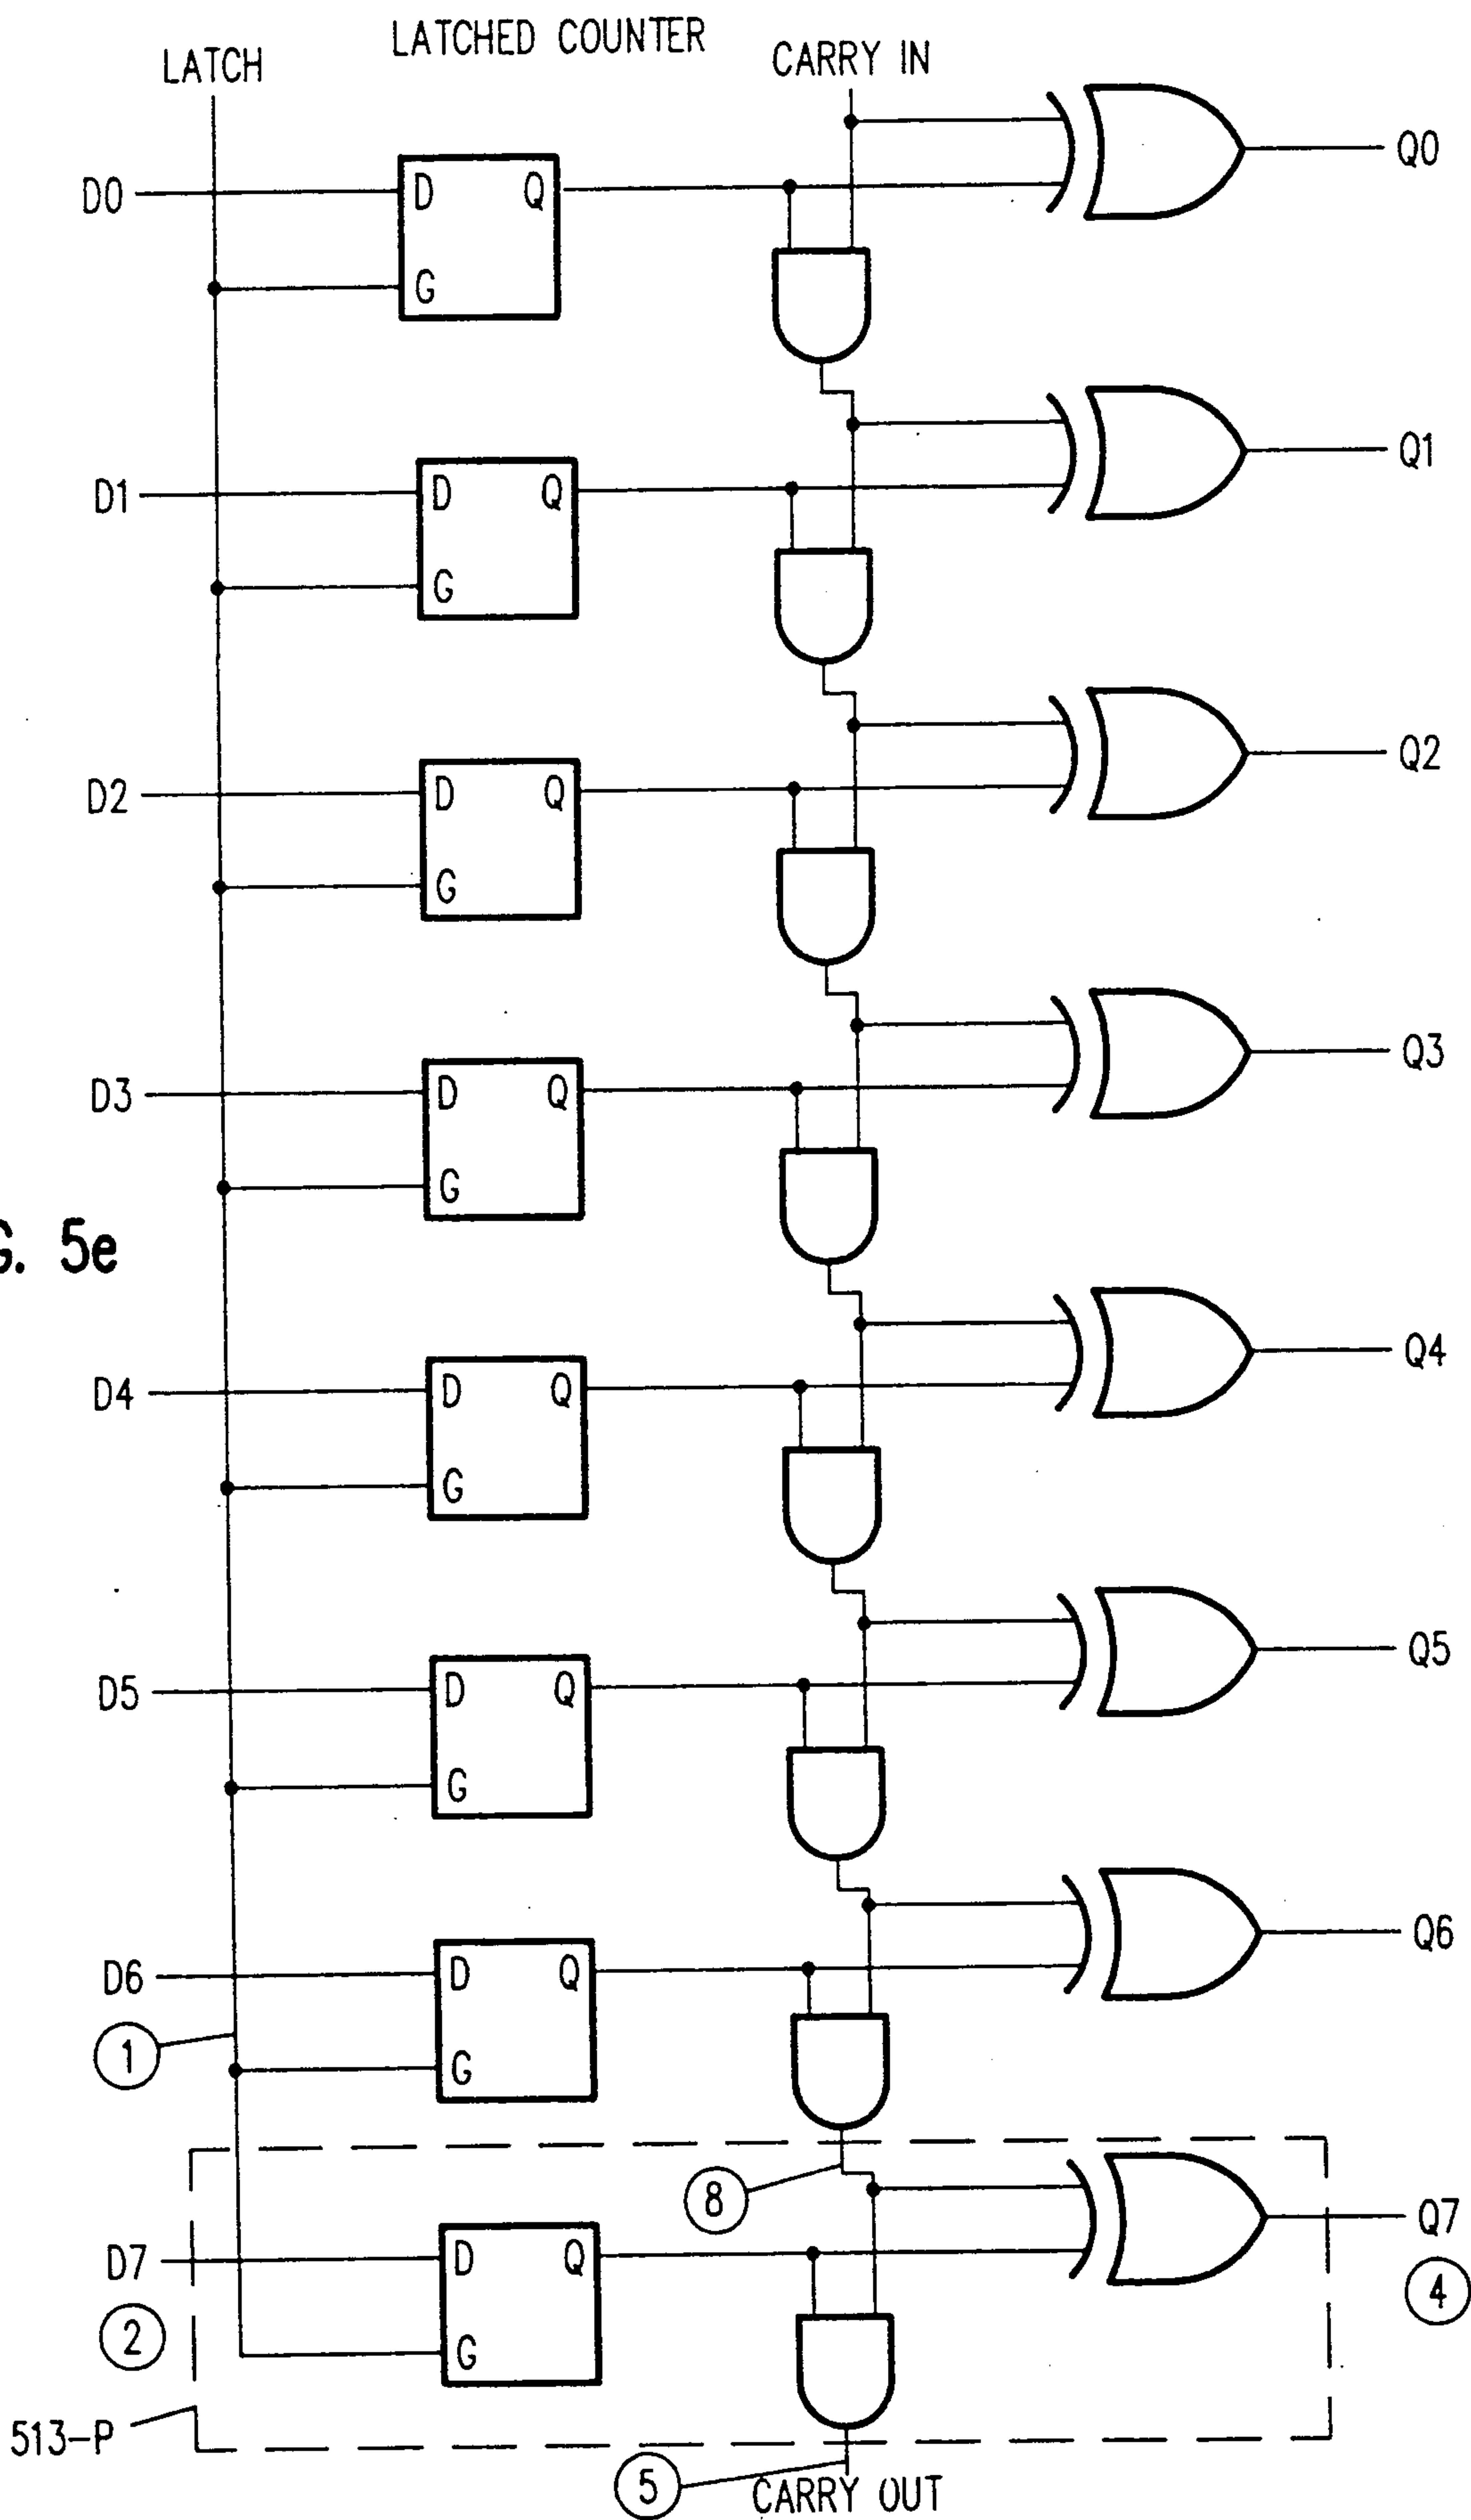 LATCHED COUNTER
LATCH
CARRY IN
D0
D Q
G
Q0
D1
D Q
G
Q1
D2
D Q
G
Q2
D3
D Q
G
Q3
G. 5e
D4
D Q
G
Q4
D5
D Q
G
Q5
D6
D Q
G
Q6
1
8
D7
D Q
G
Q7
2
4
513-P
5
CARRY OUT